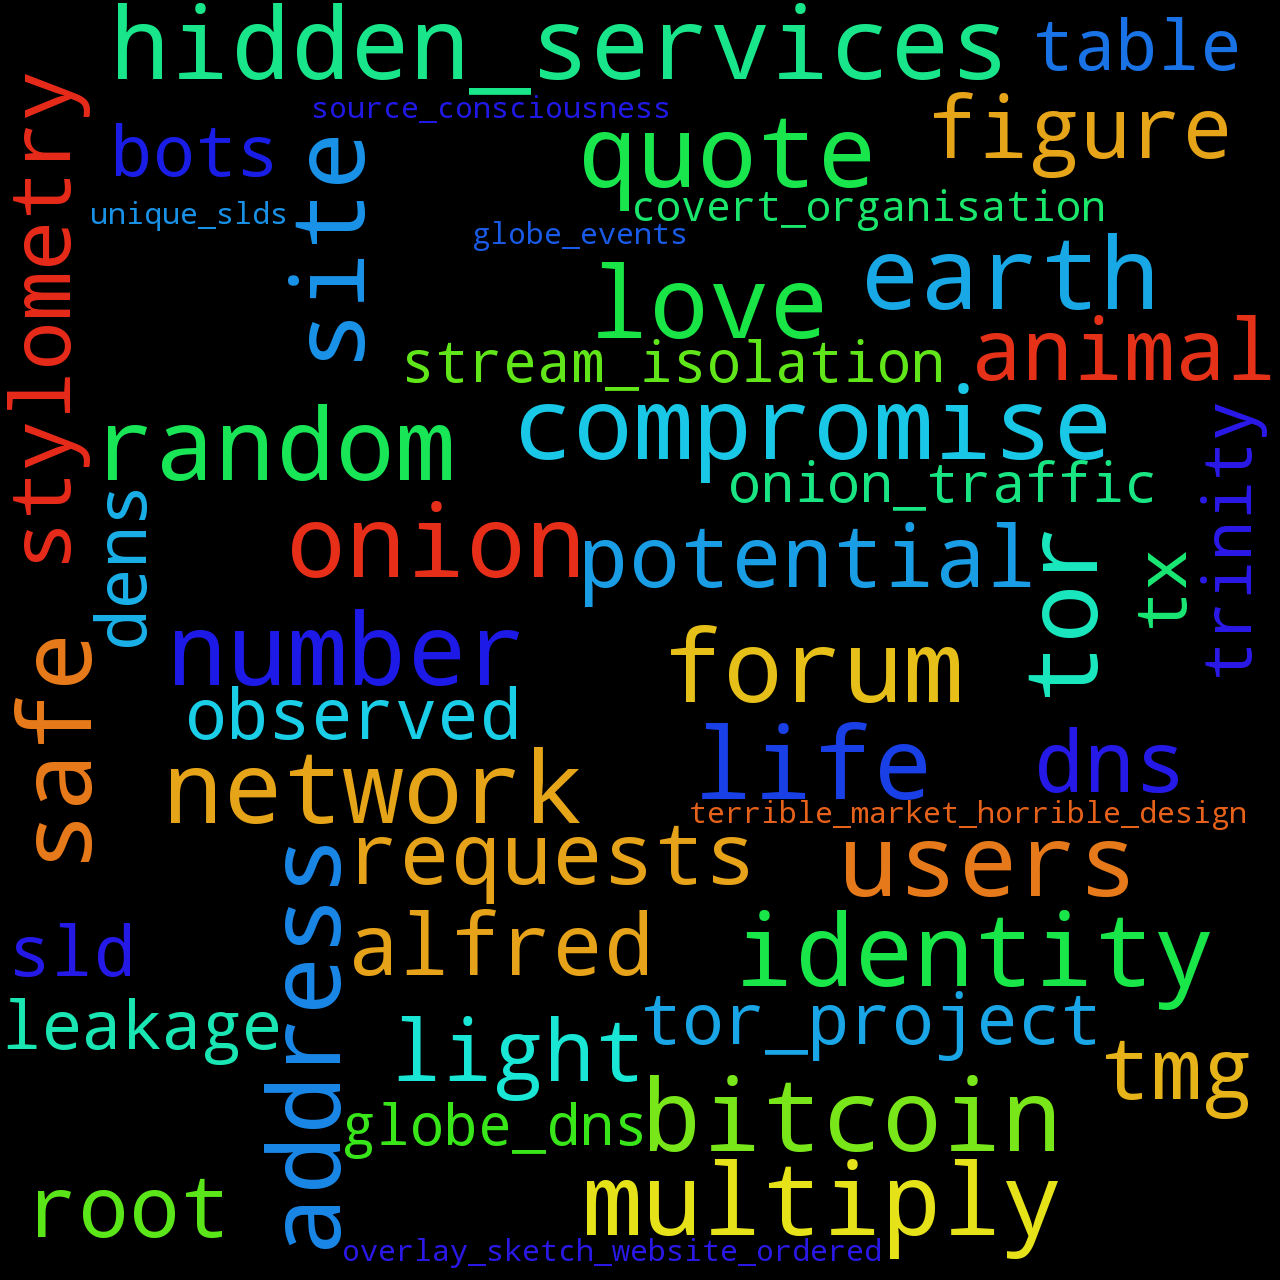 hidden_services
table
source_consciousness
figure
stylometry
bots
site
quote
unique_slds
covert_organisation
globe_events
earth
love
animal
stream_isolation
compromise
random
onion_traffic
trinity
dens
onion
potential
tor
tx
number
forum
safe
observed
life
dns
network
terrible_market_horrible_design
requests
users
address
alfred
identity
sld
leakage
tor_project
light
tmg
bitcoin
globe_dns
root
multiply
overlay_sketch_website_ordered